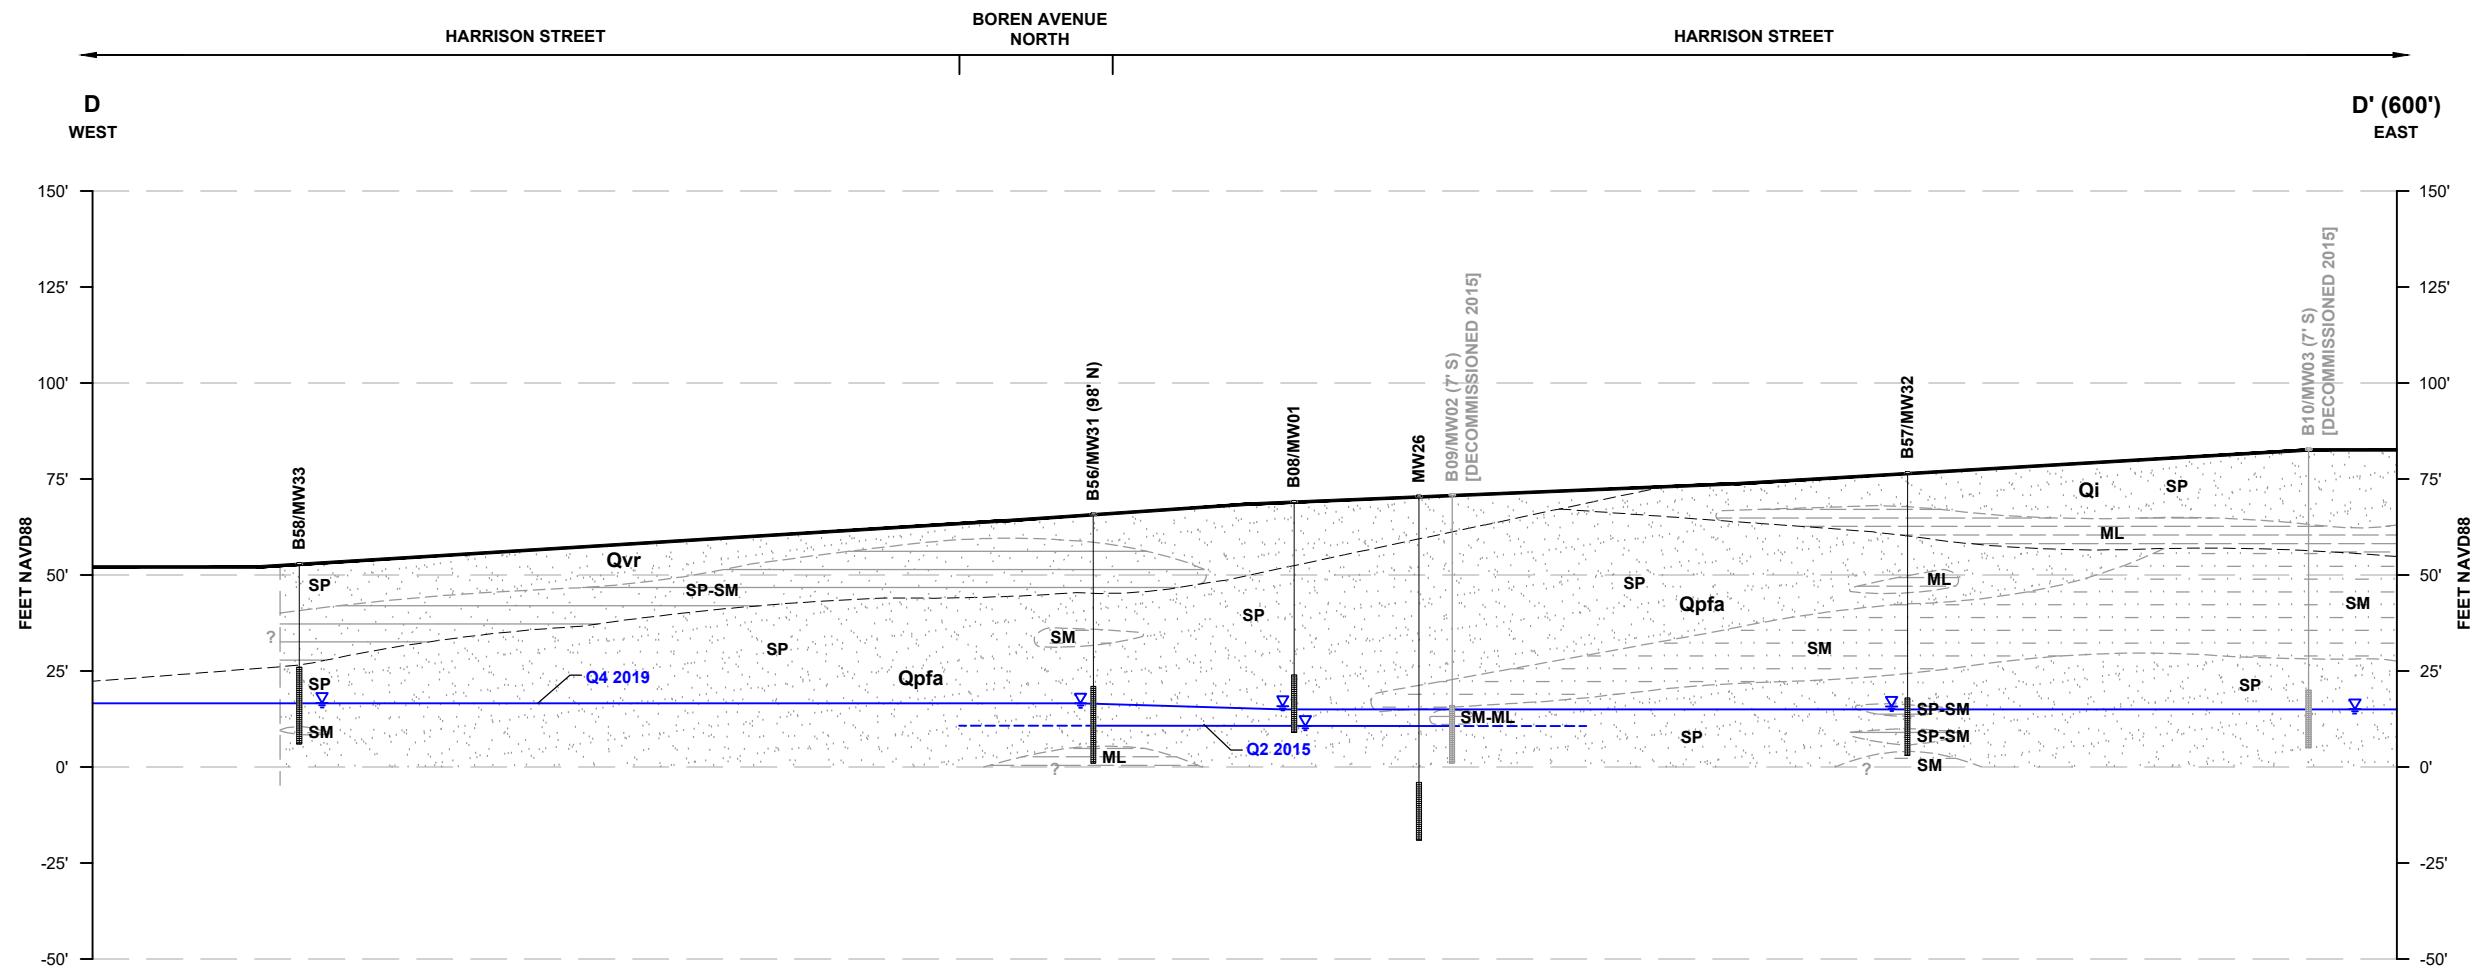 HARRISON STREET
BOREN AVENUE
NORTH
HARRISON STREET
D
WEST
D' (600')
EAST
150'
125'
100'
75'
50'
25'
0'
-25'
-50'
FEET NAVD88
150'
125'
100'
75'
50'
25'
0'
-25'
-50'
FEET NAVD88
B58/MW33
B56/MW31 (98' N)
B08/MW01
MW26
B09/MW02 (7' S)
[DECOMMISSIONED 2015]
B57/MW32
B10/MW03 (7' S)
[DECOMMISSIONED 2015]
Qvr
SP
SP-SM
?
SP
SM
SP
Qpfa
Q4 2019
SM
SP
ML
?
Q2 2015
SM-ML
SP
Qpfa
SM
SP
Qi
SP
ML
ML
SM
SP
SP-SM
SP-SM
SM
?